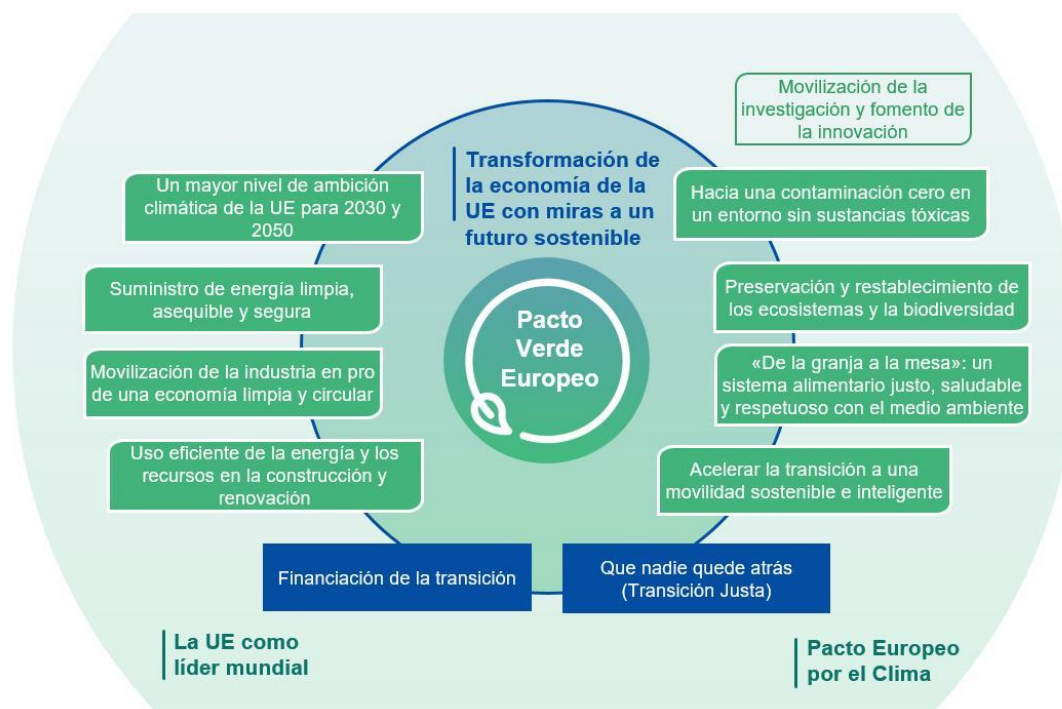 Movilización de la
investigación y fomento de
la innovación
Transformación de
la economía de la
UE con miras a un
futuro sostenible
Un mayor nivel de ambición
climática de la UE para 2030 y
2050
Hacia una contaminación cero en
un entorno sin sustancias tóxicas
Suministro de energía limpia,
asequible y segura
Preservación y restablecimiento de
los ecosistemas y la biodiversidad
Pacto
Verde
Europeo
Movilización de la industria en pro
de una economía limpia y circular
«De la granja a la mesa»: un
sistema alimentario justo, saludable
y respetuoso con el medio ambiente
Uso eficiente de la energía y los
recursos en la construcción y
renovación
Acelerar la transición a una
movilidad sostenible e inteligente
Financiación de la transición
Que nadie quede atrás
(Transición Justa)
La UE como
líder mundial
Pacto Europeo
por el Clima